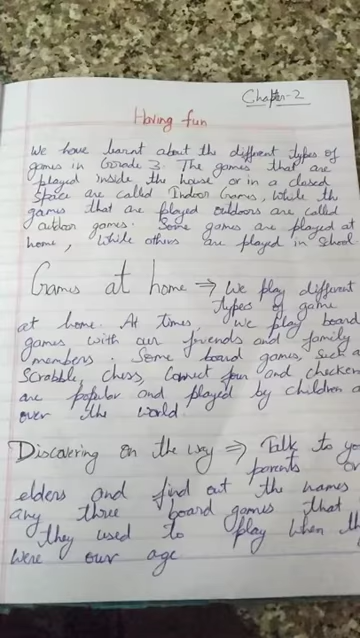 Chapter-2
Having fun
We have learnt about the different types of
games in Grade 3. The games that are
played inside the house or in a closed
space are called Indoor Games, while the
games that are played outdoors are called
outdoor games. Some games are played at
home, while others are played in School
Games at home ⇒ We play different
types of game
at home. At times, we play board
games with our friends and family
members. Some board games, such a
Scrabble, chess, connect four and checker
are popular and played by children a
over the world.
Discovering on the way ⇒ Talk to yo
parents or
elders and find out the names
any three board games that
they used to play when th
were our age